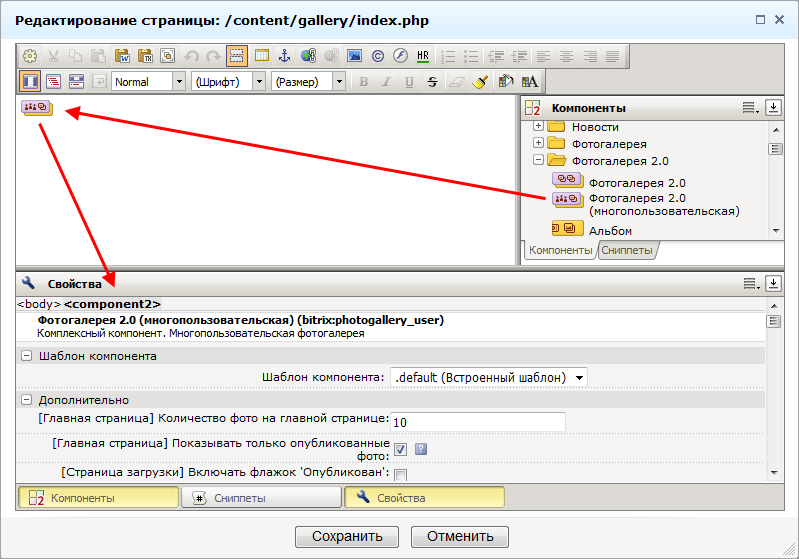 Редактирование страницы: /content/gallery/index.php
HR
Normal (Шрифт) (Размер) B I U S A
Компоненты
Новости
Фотогалерея
Фотогалерея 2.0
Фотогалерея 2.0
Фотогалерея 2.0
(многопользовательская)
Альбом
Компоненты Сниппеты
Свойства
<body> <component2>
Фотогалерея 2.0 (многопользовательская) (bitrix:photogallery_user)
Комплексный компонент. Многопользовательская фотогалерея
Шаблон компонента
Шаблон компонента: .default (Встроенный шаблон)
Дополнительно
[Главная страница] Количество фото на главной странице: 10
[Главная страница] Показывать только опубликованные
фото: ?
[Страница загрузки] Включать флажок 'Опубликован':
Компоненты Сниппеты Свойства
Сохранить Отменить